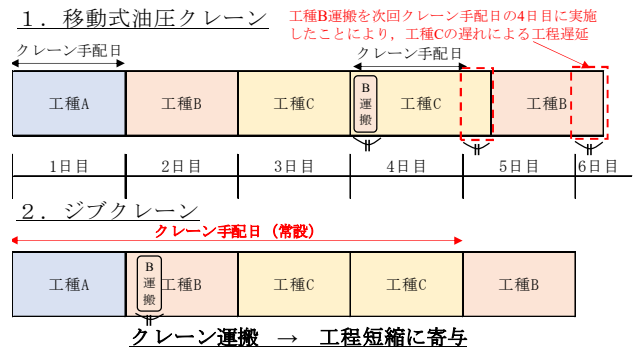 １．移動式油圧クレーン
工種B運搬を次回クレーン手配日の4日目に実施
したことにより，工種Cの遅れによる工程遅延
クレーン手配日
クレーン手配日
工種A
工種B
工種C
B
運
搬
工種C
工種B
1日目
2日目
3日目
4日目
5日目
6日目
２．ジブクレーン
クレーン手配日（常設）
工種A
B
運
搬
工種B
工種C
工種C
工種B
クレーン運搬　→　工程短縮に寄与